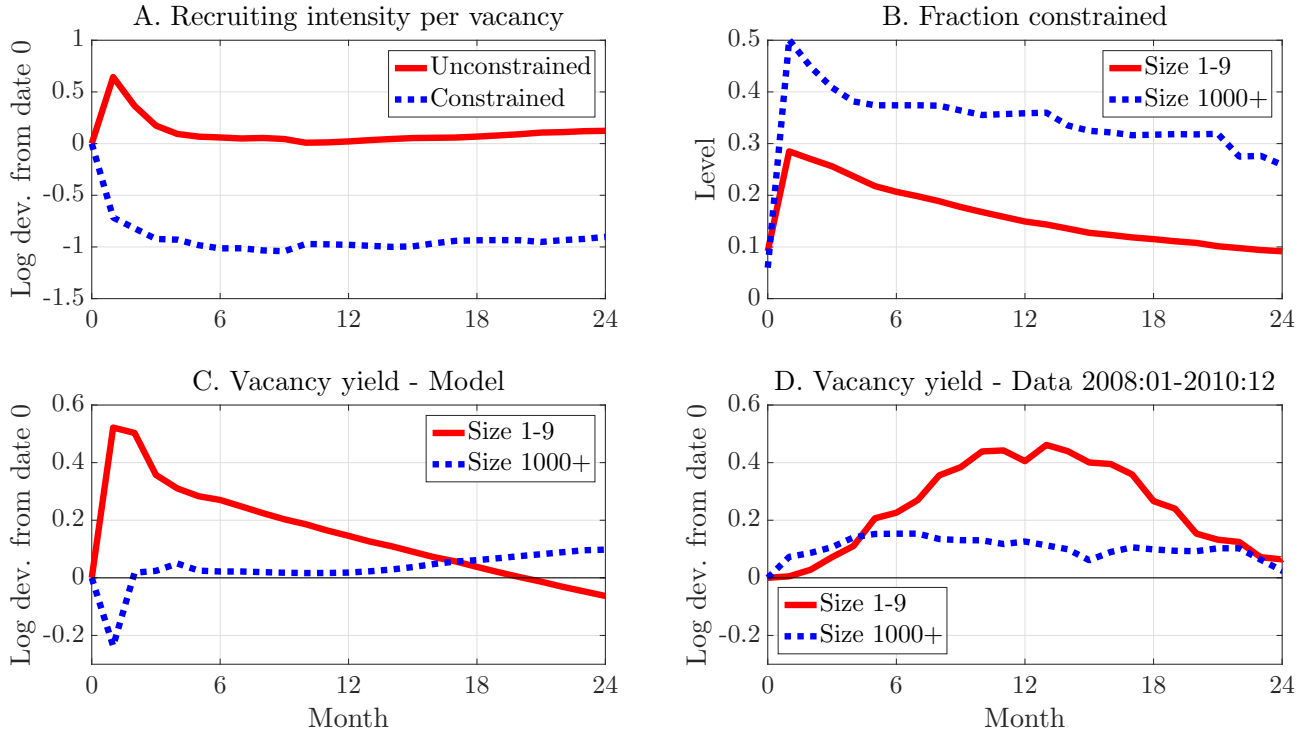 A. Recruiting intensity per vacancy
Log dev. from date 0
1
0.5
0
-0.5
-1
-1.5
Unconstrained
Constrained
0 6 12 18 24
B. Fraction constrained
Level
0.5
0.4
0.3
0.2
0.1
0
Size 1-9
Size 1000+
0 6 12 18 24
C. Vacancy yield - Model
Log dev. from date 0
0.6
0.4
0.2
0
-0.2
Size 1-9
Size 1000+
0 6 12 18 24
Month
D. Vacancy yield - Data 2008:01-2010:12
Log dev. from date 0
0.6
0.4
0.2
0
-0.2
Size 1-9
Size 1000+
0 6 12 18 24
Month